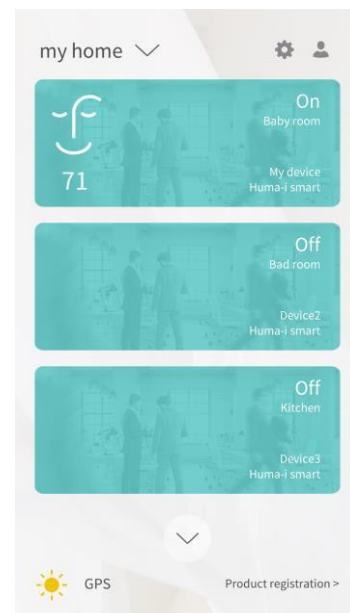 my home
On
Baby room
71
My device
Huma-i smart
Off
Bad room
Device2
Huma-i smart
Off
Kitchen
Device3
Huma-i smart
GPS
Product registration >